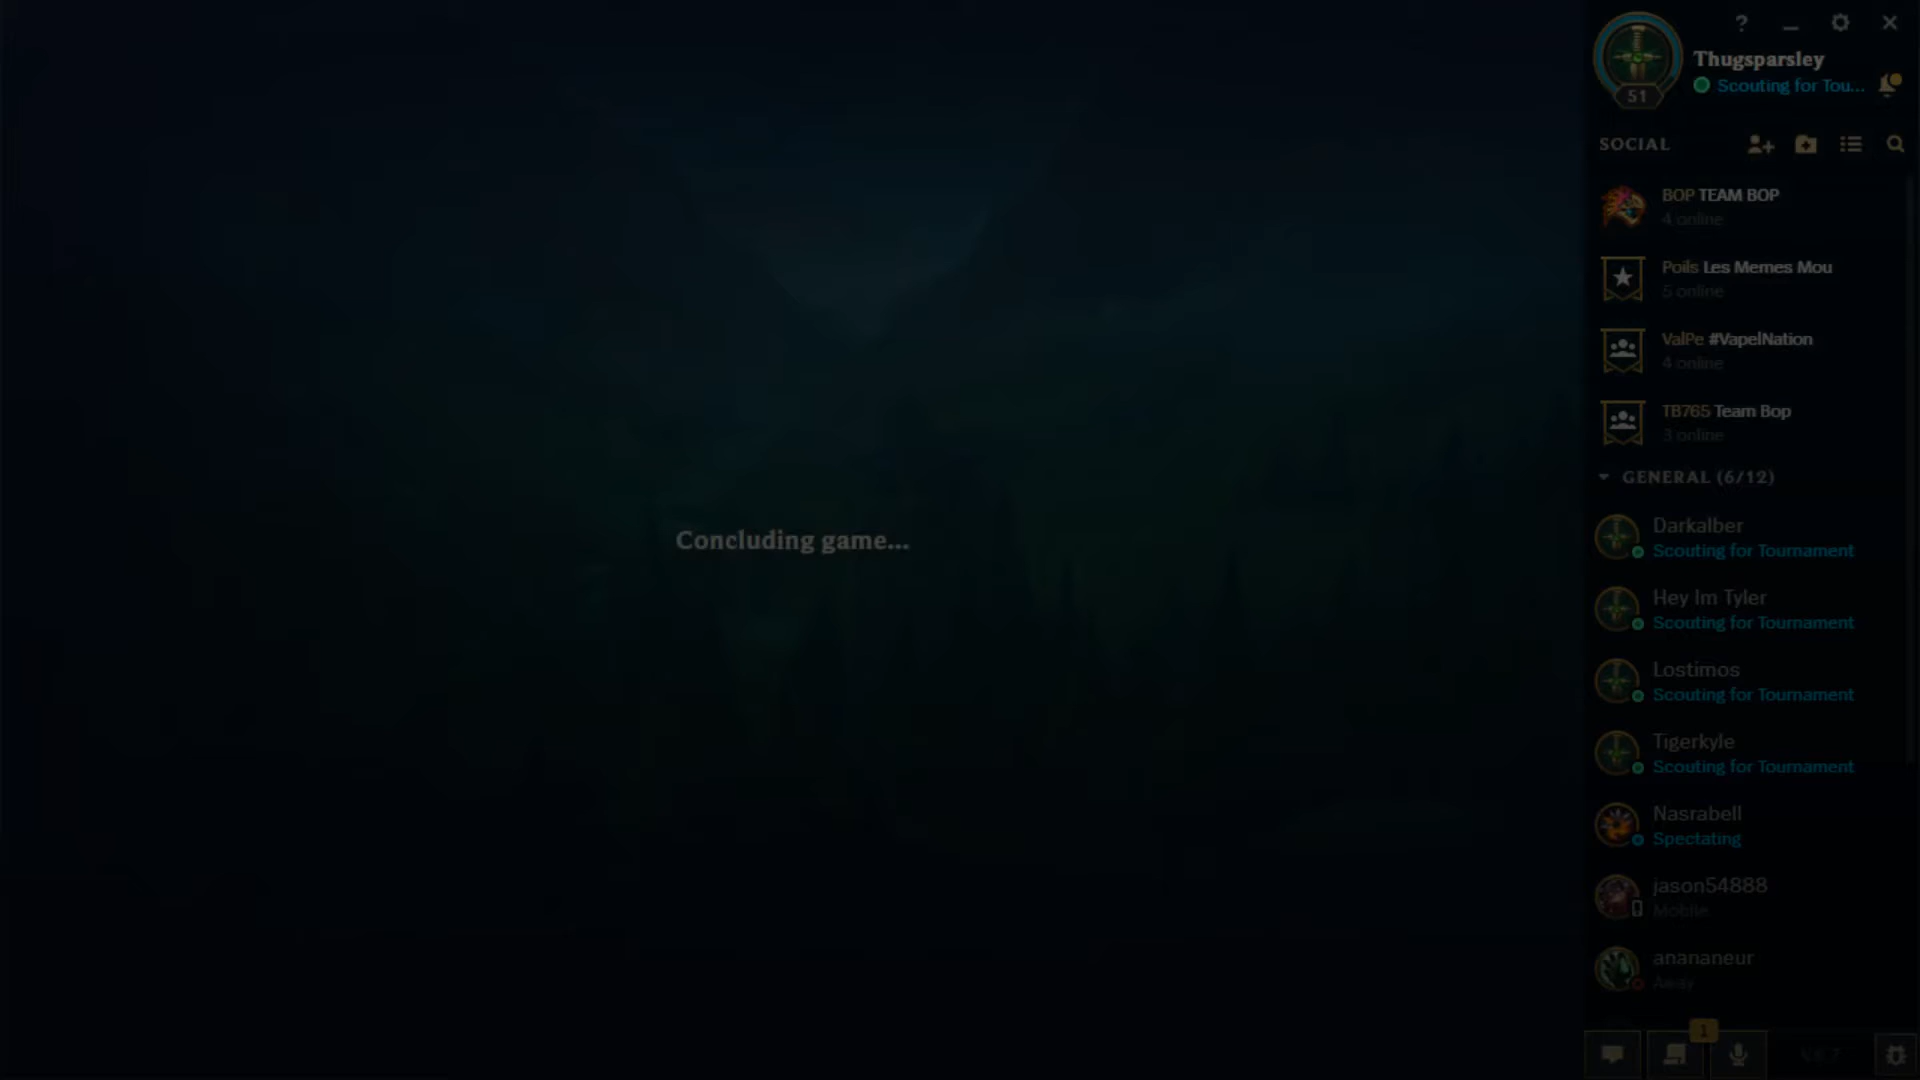 ?
Thugsparsley
Scouting for Tou...
51
SOCIAL
BOP TEAM BOP
4 online
Poils Les Memes Mou
5 online
ValPe #VapelNation
4 online
TB765 Team Bop
3 online
GENERAL (6/12)
Concluding game...
Darkalber
Scouting for Tournament
Hey Im Tyler
Scouting for Tournament
Lostimos
Scouting for Tournament
Tigerkyle
Scouting for Tournament
Nasrabell
Spectating
jason54888
Mobile
anananeur
Away
1